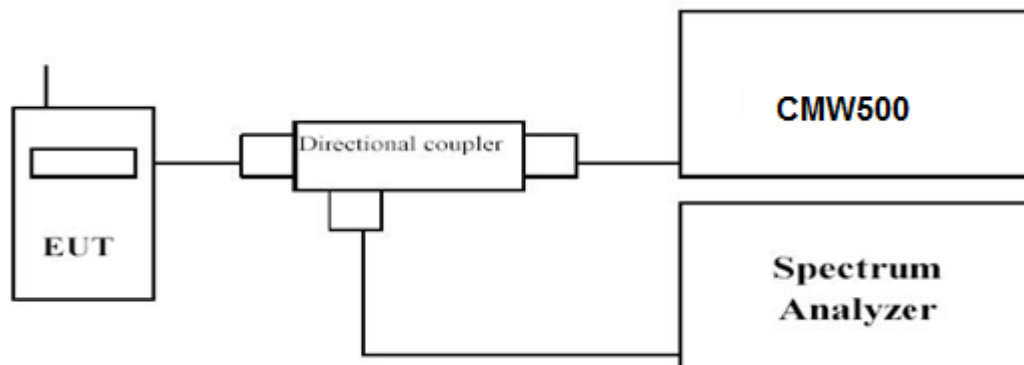 CMW500
Directional coupler
EUT
Spectrum
Analyzer